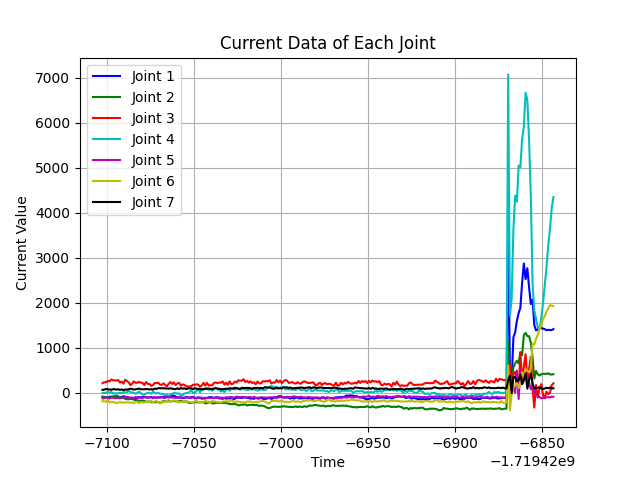 Current Data of Each Joint
Joint 1
Joint 2
Joint 3
Joint 4
Joint 5
Joint 6
Joint 7
7000
6000
5000
4000
3000
2000
1000
0
Current Value
−7100 −7050 −7000 −6950 −6900 −6850
Time
−1.71942e9